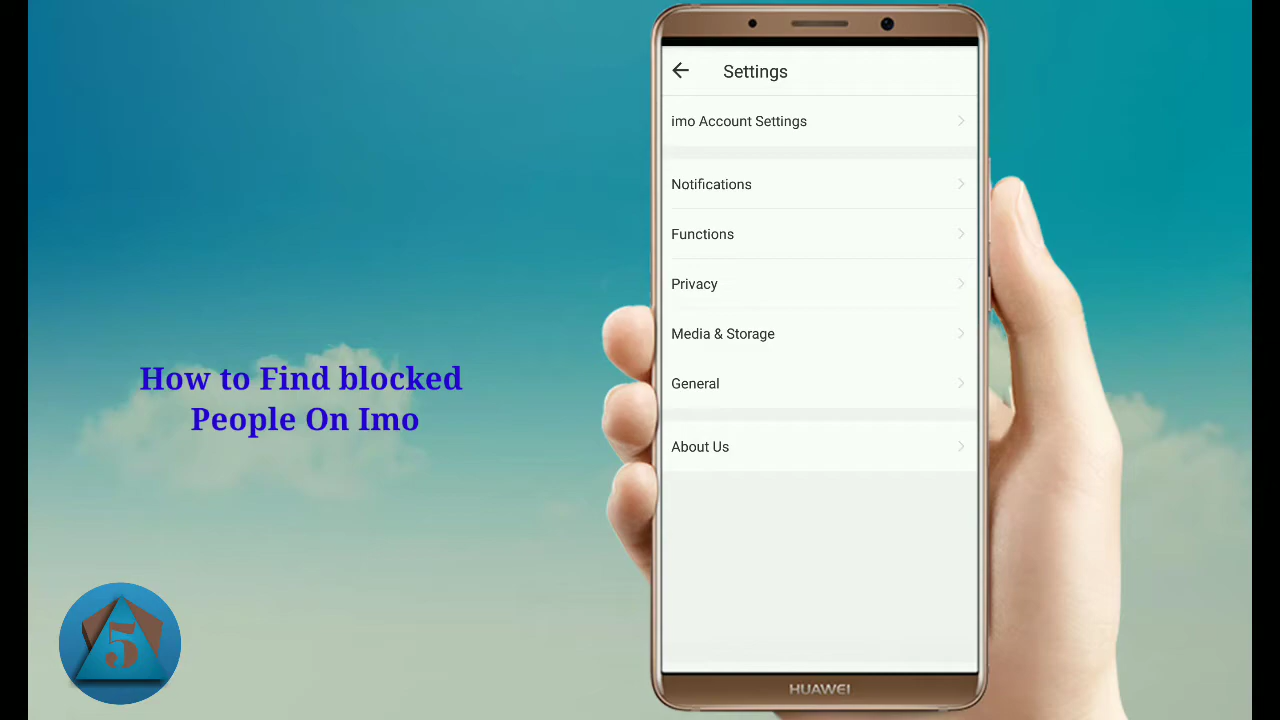 Settings
imo Account Settings
Notifications
Functions
Privacy
Media & Storage
General
About Us
How to Find blocked
People On Imo
5
HUAWEI